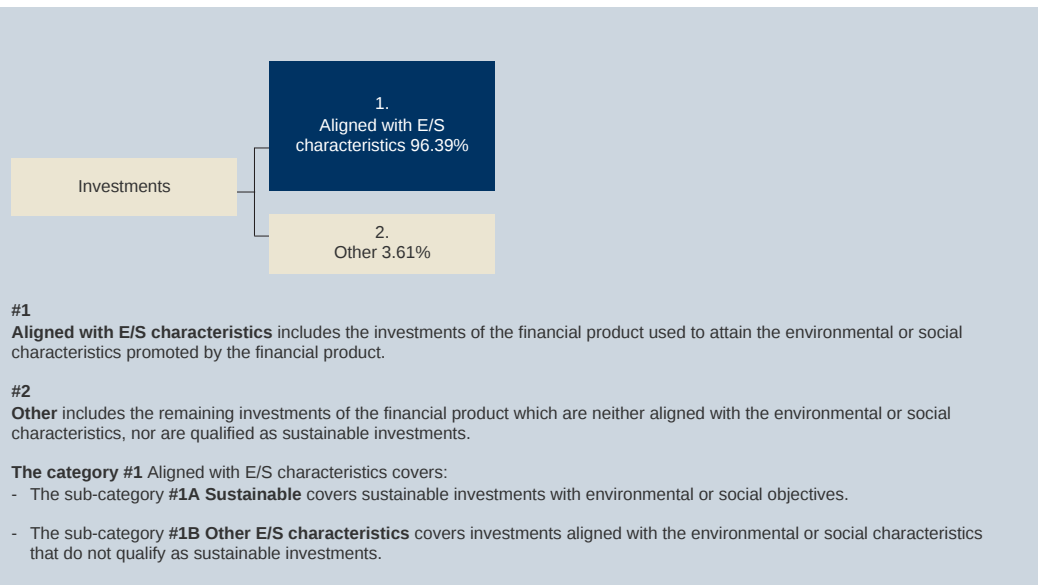 1.
Aligned with E/S
characteristics 96.39%
Investments
2.
Other 3.61%
#1
Aligned with E/S characteristics includes the investments of the financial product used to attain the environmental or social
characteristics promoted by the financial product.
#2
Other includes the remaining investments of the financial product which are neither aligned with the environmental or social
characteristics, nor are qualified as sustainable investments.
The category #1 Aligned with E/S characteristics covers:
- The sub-category #1A Sustainable covers sustainable investments with environmental or social objectives.
- The sub-category #1B Other E/S characteristics covers investments aligned with the environmental or social characteristics
that do not qualify as sustainable investments.